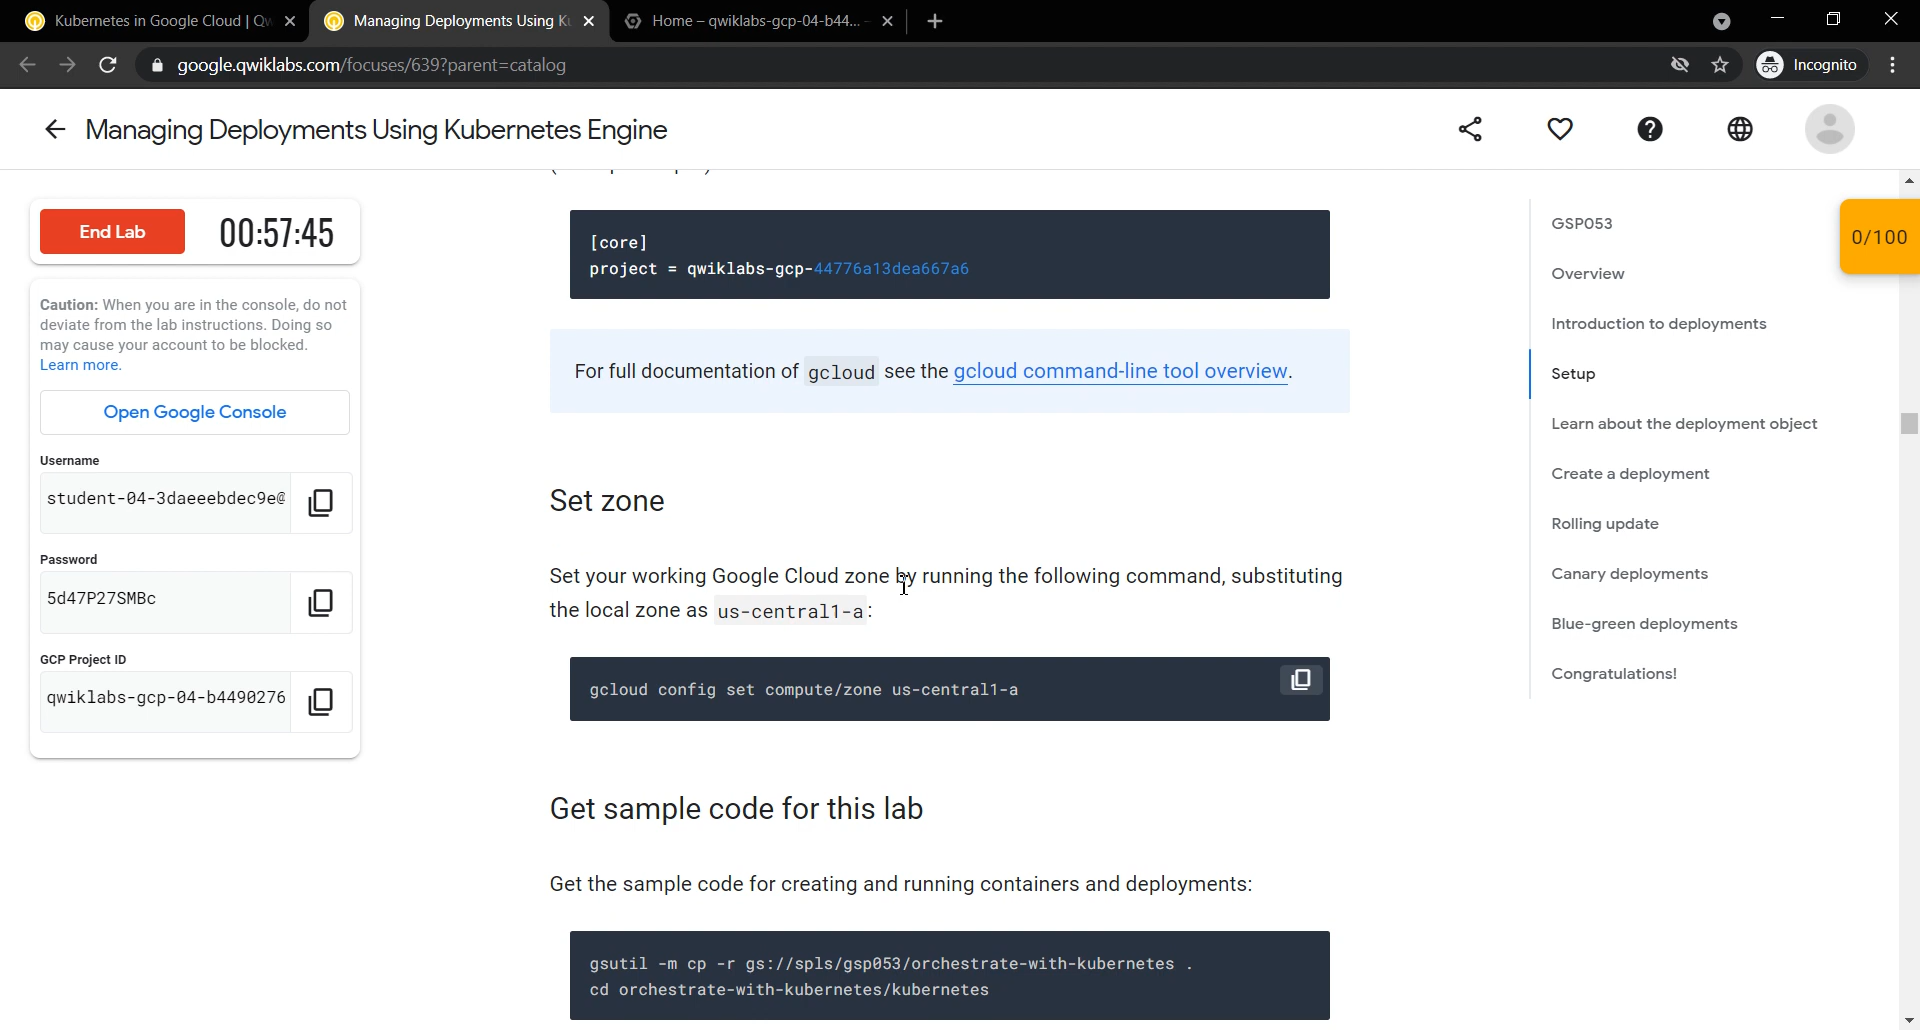 Kubernetes in Google Cloud | Qw
Managing Deployments Using Ku
Home – qwiklabs-gcp-04-b44...
google.qwiklabs.com/focuses/639?parent=catalog
Incognito
Managing Deployments Using Kubernetes Engine
End Lab
00:57:45
Caution: When you are in the console, do not
deviate from the lab instructions. Doing so
may cause your account to be blocked.
Learn more.
Open Google Console
Username
student-04-3daeeebdec9e@
Password
5d47P27SMBc
GCP Project ID
qwiklabs-gcp-04-b4490276
[core]
project = qwiklabs-gcp-44776a13dea667a6
For full documentation of gcloud see the gcloud command-line tool overview.
Set zone
Set your working Google Cloud zone by running the following command, substituting
the local zone as us-central1-a:
gcloud config set compute/zone us-central1-a
Get sample code for this lab
Get the sample code for creating and running containers and deployments:
gsutil -m cp -r gs://spls/gsp053/orchestrate-with-kubernetes .
cd orchestrate-with-kubernetes/kubernetes
GSP053
Overview
Introduction to deployments
Setup
Learn about the deployment object
Create a deployment
Rolling update
Canary deployments
Blue-green deployments
Congratulations!
0/100